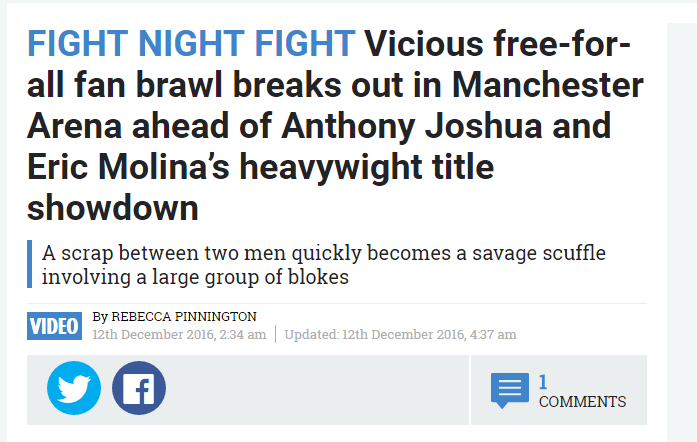 FIGHT NIGHT FIGHT Vicious free-for-
all fan brawl breaks out in Manchester
Arena ahead of Anthony Joshua and
Eric Molina’s heavywight title
showdown
A scrap between two men quickly becomes a savage scuffle
involving a large group of blokes
VIDEO
By REBECCA PINNINGTON
12th December 2016, 2:34 am | Updated: 12th December 2016, 4:37 am
1
COMMENTS